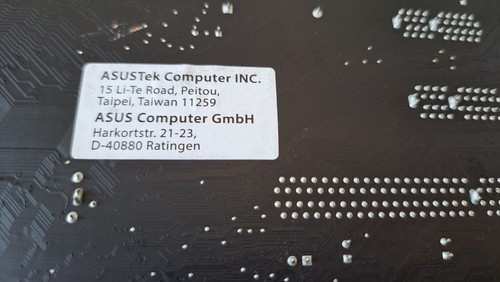 ASUSTek Computer INC.
15 Li-Te Road, Peitou,
Taipei, Taiwan 11259
ASUS Computer GmbH
Harkortstr. 21-23,
D-40880 Ratingen